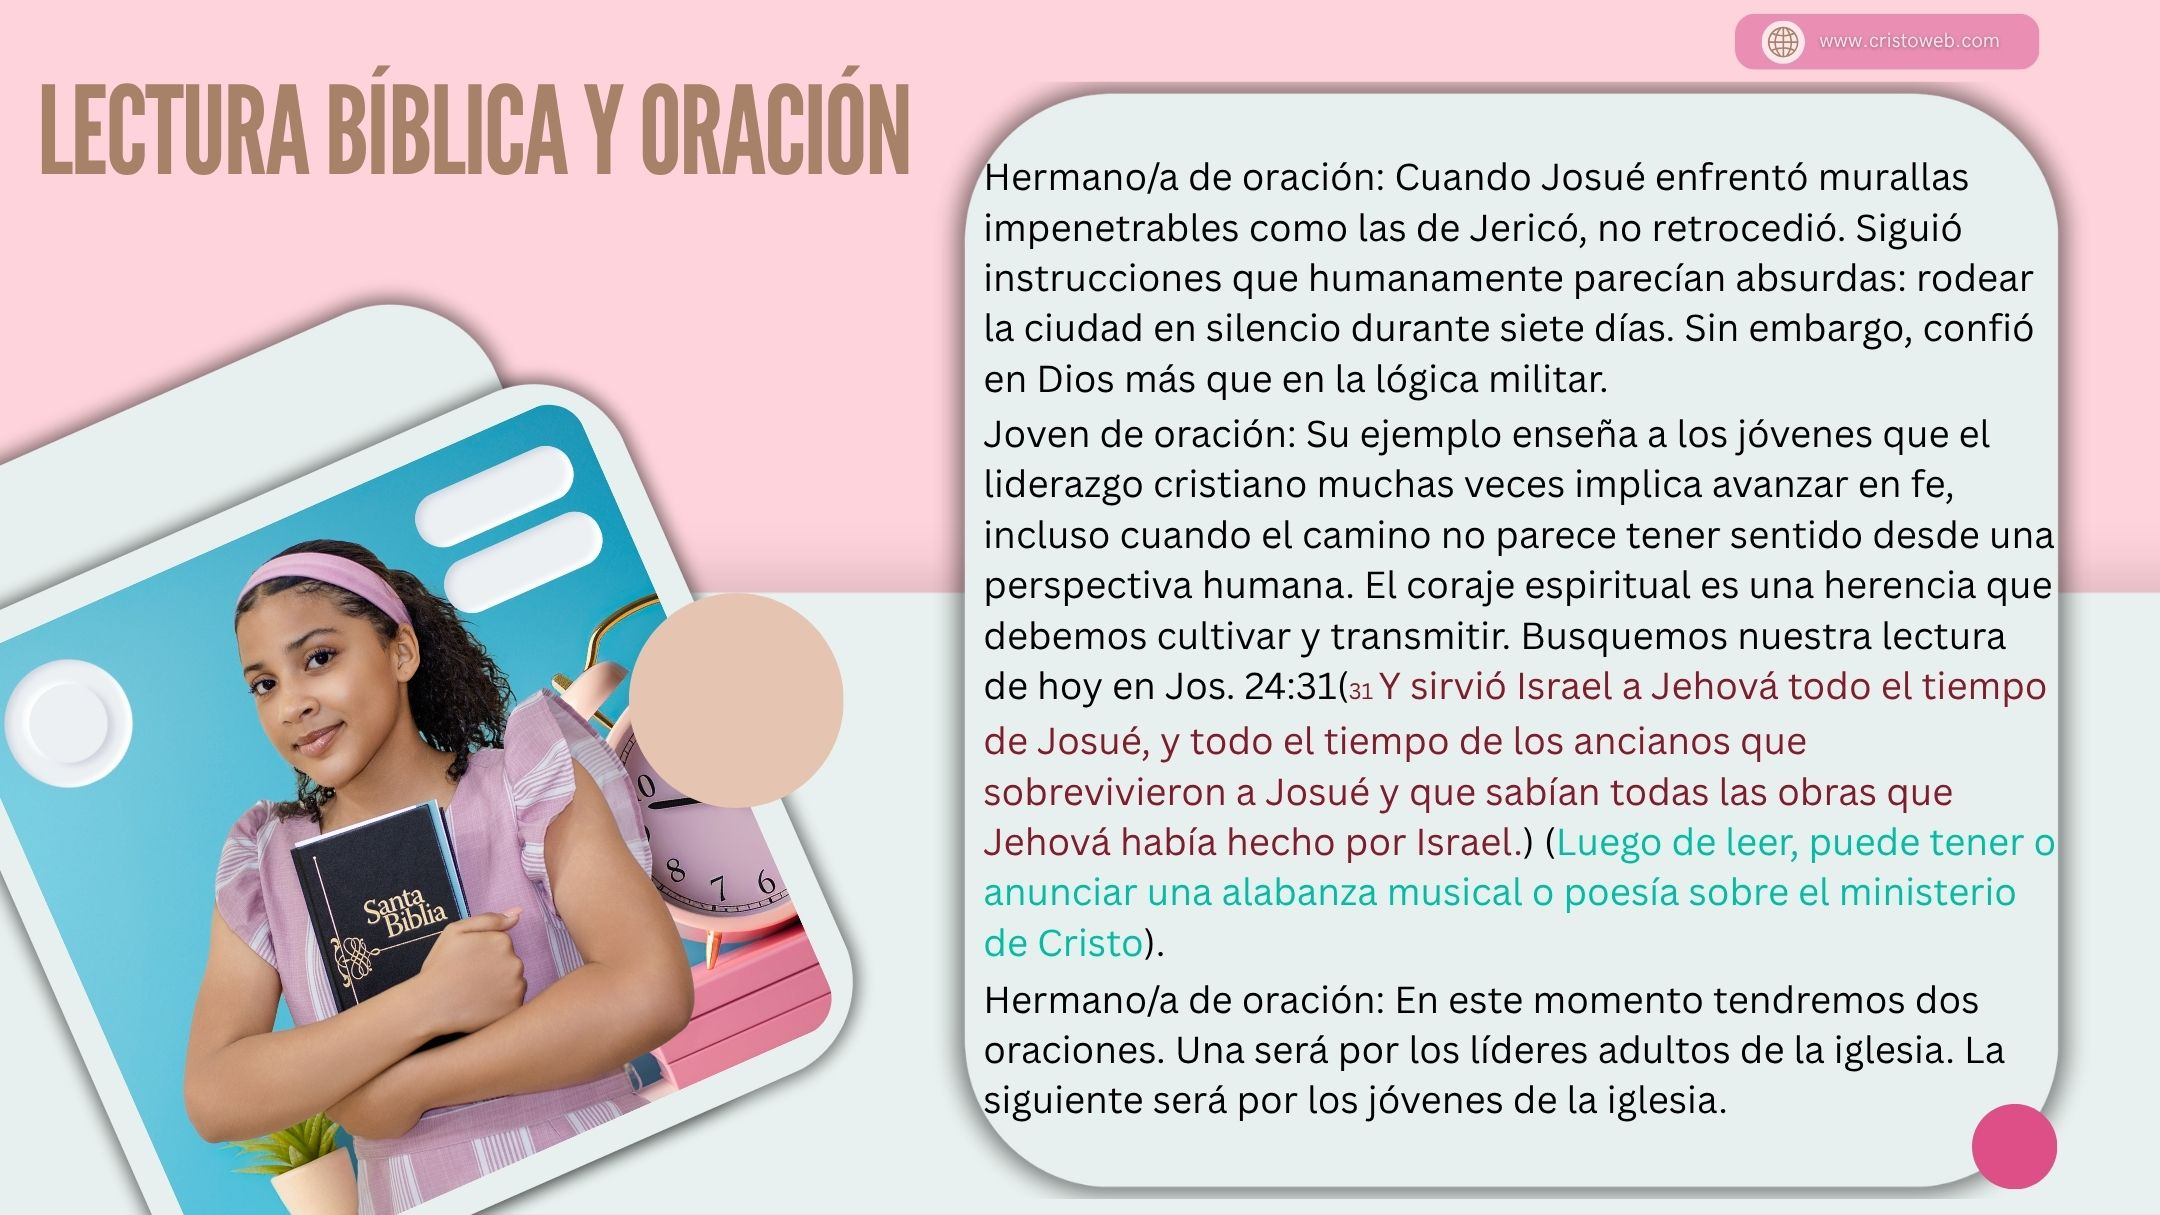 www.cristoweb.com
LECTURA BÍBLICA Y ORACIÓN
Hermano/a de oración: Cuando Josué enfrentó murallas
impenetrables como las de Jericó, no retrocedió. Siguió
instrucciones que humanamente parecían absurdas: rodear
la ciudad en silencio durante siete días. Sin embargo, confió
en Dios más que en la lógica militar.
Joven de oración: Su ejemplo enseña a los jóvenes que el
liderazgo cristiano muchas veces implica avanzar en fe,
incluso cuando el camino no parece tener sentido desde una
perspectiva humana. El coraje espiritual es una herencia que
debemos cultivar y transmitir. Busquemos nuestra lectura
de hoy en Jos. 24:31(31 Y sirvió Israel a Jehová todo el tiempo
de Josué, y todo el tiempo de los ancianos que
sobrevivieron a Josué y que sabían todas las obras que
Jehová había hecho por Israel.) (Luego de leer, puede tener o
anunciar una alabanza musical o poesía sobre el ministerio
de Cristo).
Hermano/a de oración: En este momento tendremos dos
oraciones. Una será por los líderes adultos de la iglesia. La
siguiente será por los jóvenes de la iglesia.
Santa
Biblia
10
8
7
6